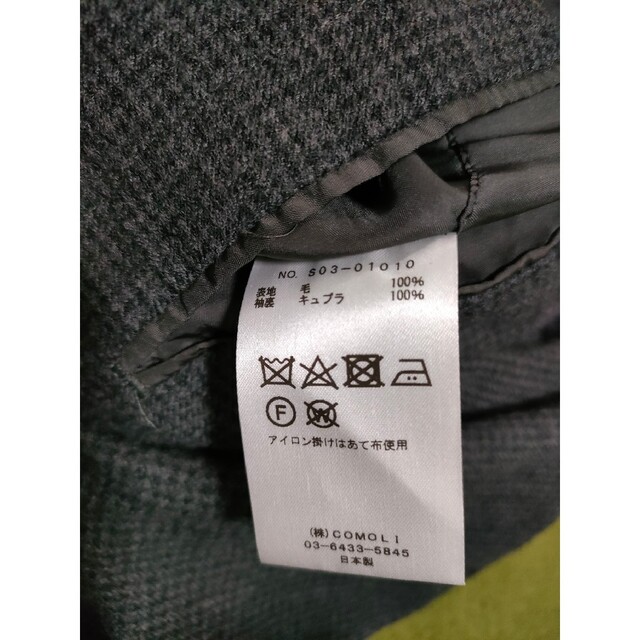 NO. S03-01010
表地 毛 100%
袖裏 キュプラ 100%
F W
アイロン掛けはあて布使用
(株)COMOLI
03-6433-5845
日本製